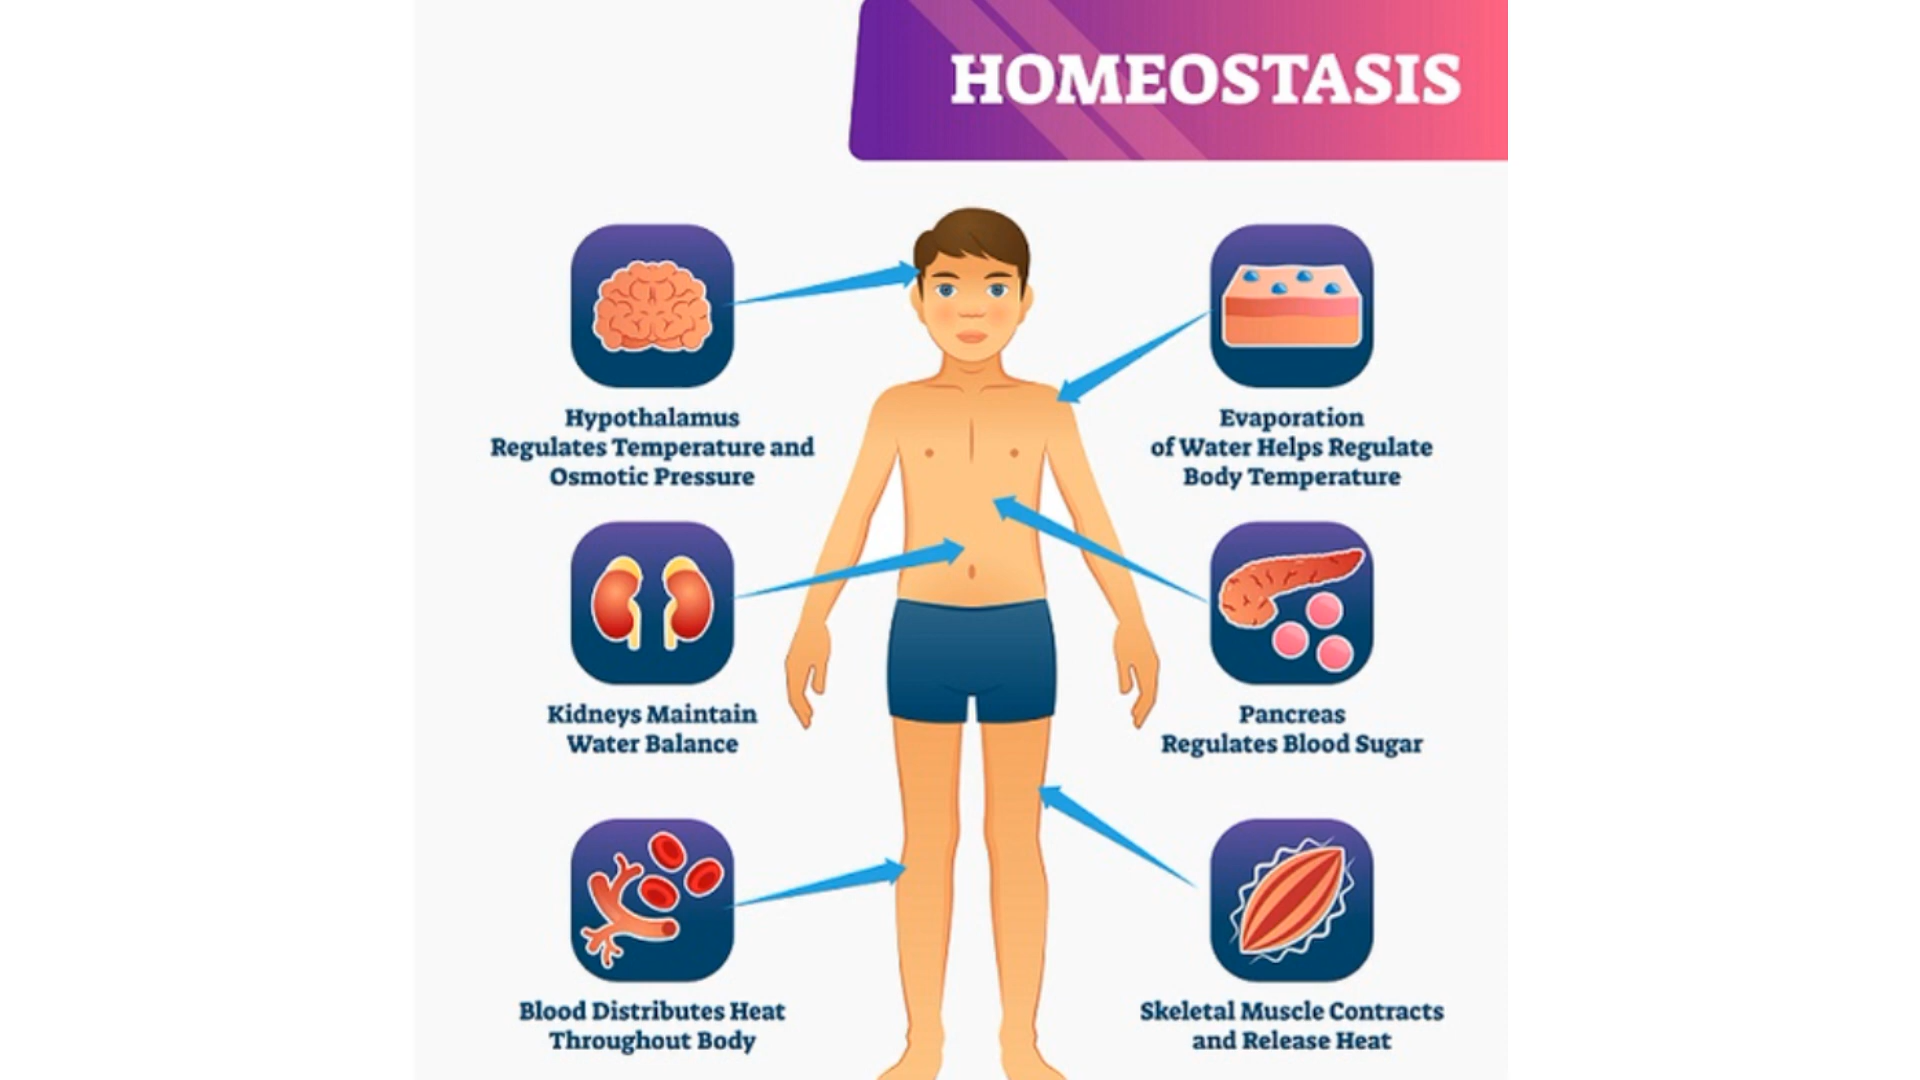 HOMEOSTASIS
Hypothalamus
Regulates Temperature and
Osmotic Pressure
Evaporation
of Water Helps Regulate
Body Temperature
Kidneys Maintain
Water Balance
Pancreas
Regulates Blood Sugar
Blood Distributes Heat
Throughout Body
Skeletal Muscle Contracts
and Release Heat